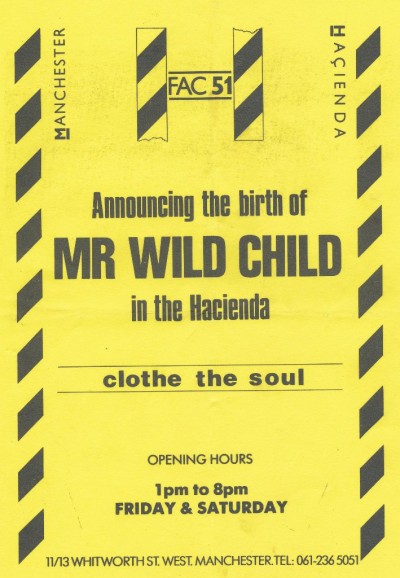 MANCHESTER
FAC 51
HAÇIENDA
Announcing the birth of
MR WILD CHILD
in the Hacienda
clothe the soul
OPENING HOURS
1pm to 8pm
FRIDAY & SATURDAY
11/13 WHITWORTH ST. WEST. MANCHESTER.TEL: 061-236 5051